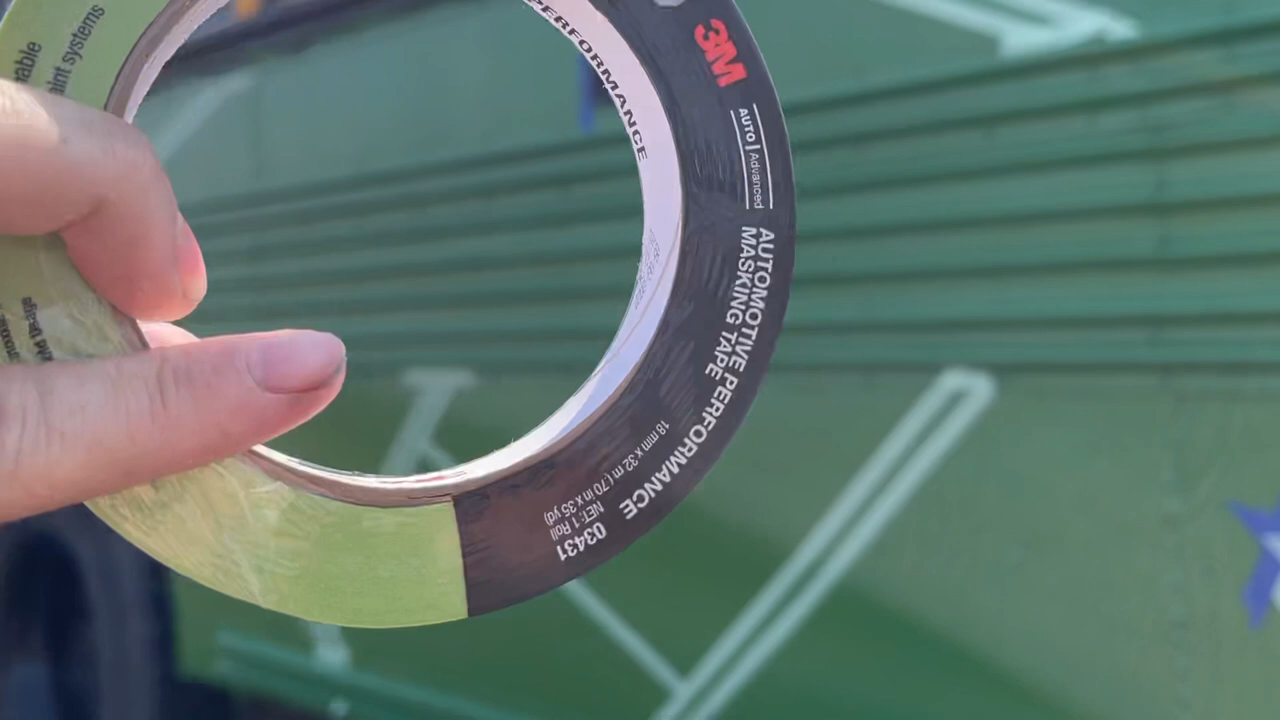 3M
AUTO | Advanced
AUTOMOTIVE PERFORMANCE
MASKING TAPE
18 mm x 32 m (.70 in x 35 yd)
NET: 1 Roll
03431
PERFORMANCE
aint systems